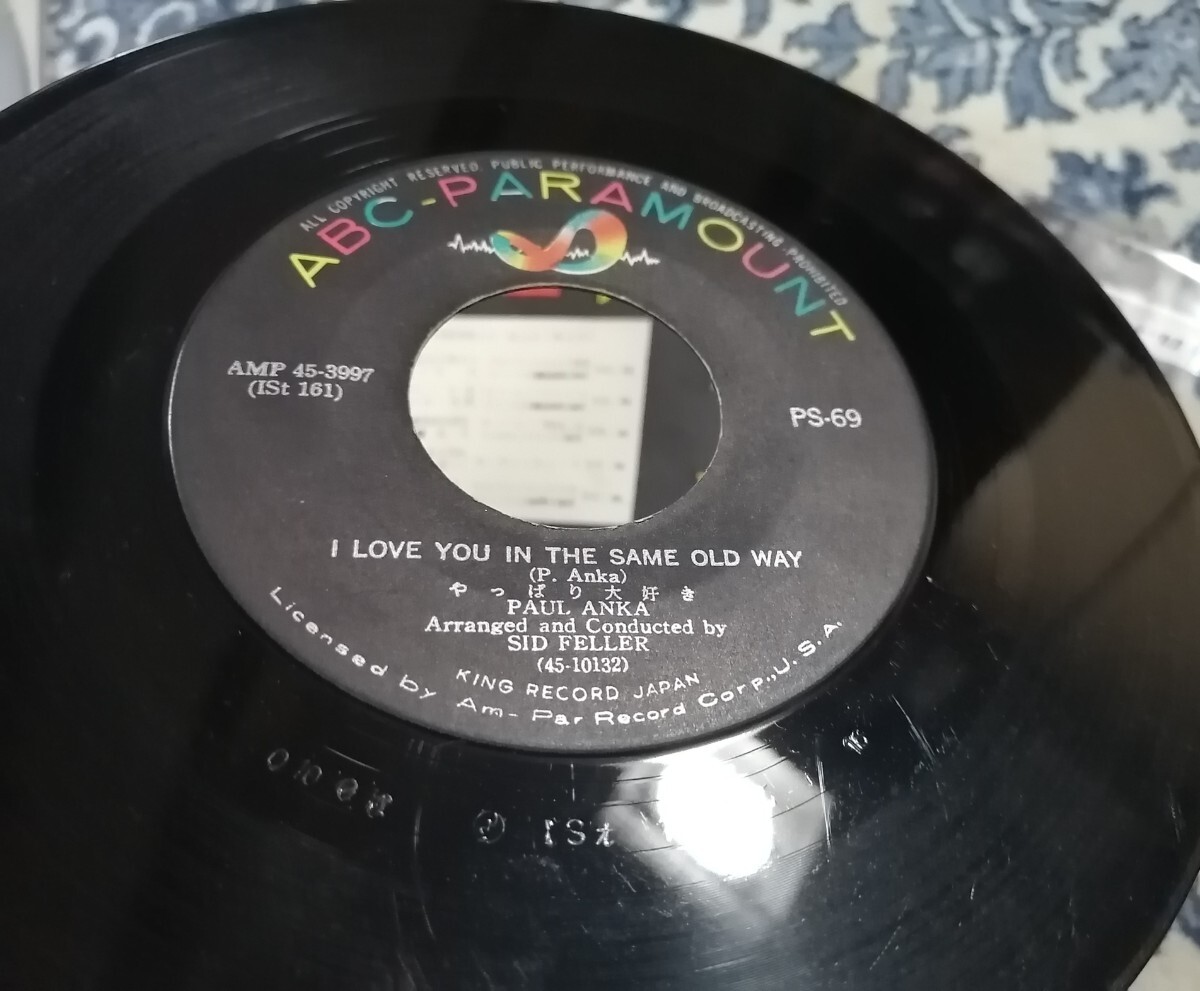 ALL COPYRIGHT RESERVED. PUBLIC PERFORMANCE AND BROADCASTING PROHIBITED
ABC-PARAMOUNT
AMP 45-3997
(ISt 161)
PS-69
I LOVE YOU IN THE SAME OLD WAY
(P. Anka)
やっぱり大好き
PAUL ANKA
Arranged and Conducted by
SID FELLER
(45-10132)
KING RECORD JAPAN
Licensed by Am-Par Record Corp., U.S.A.
ISt